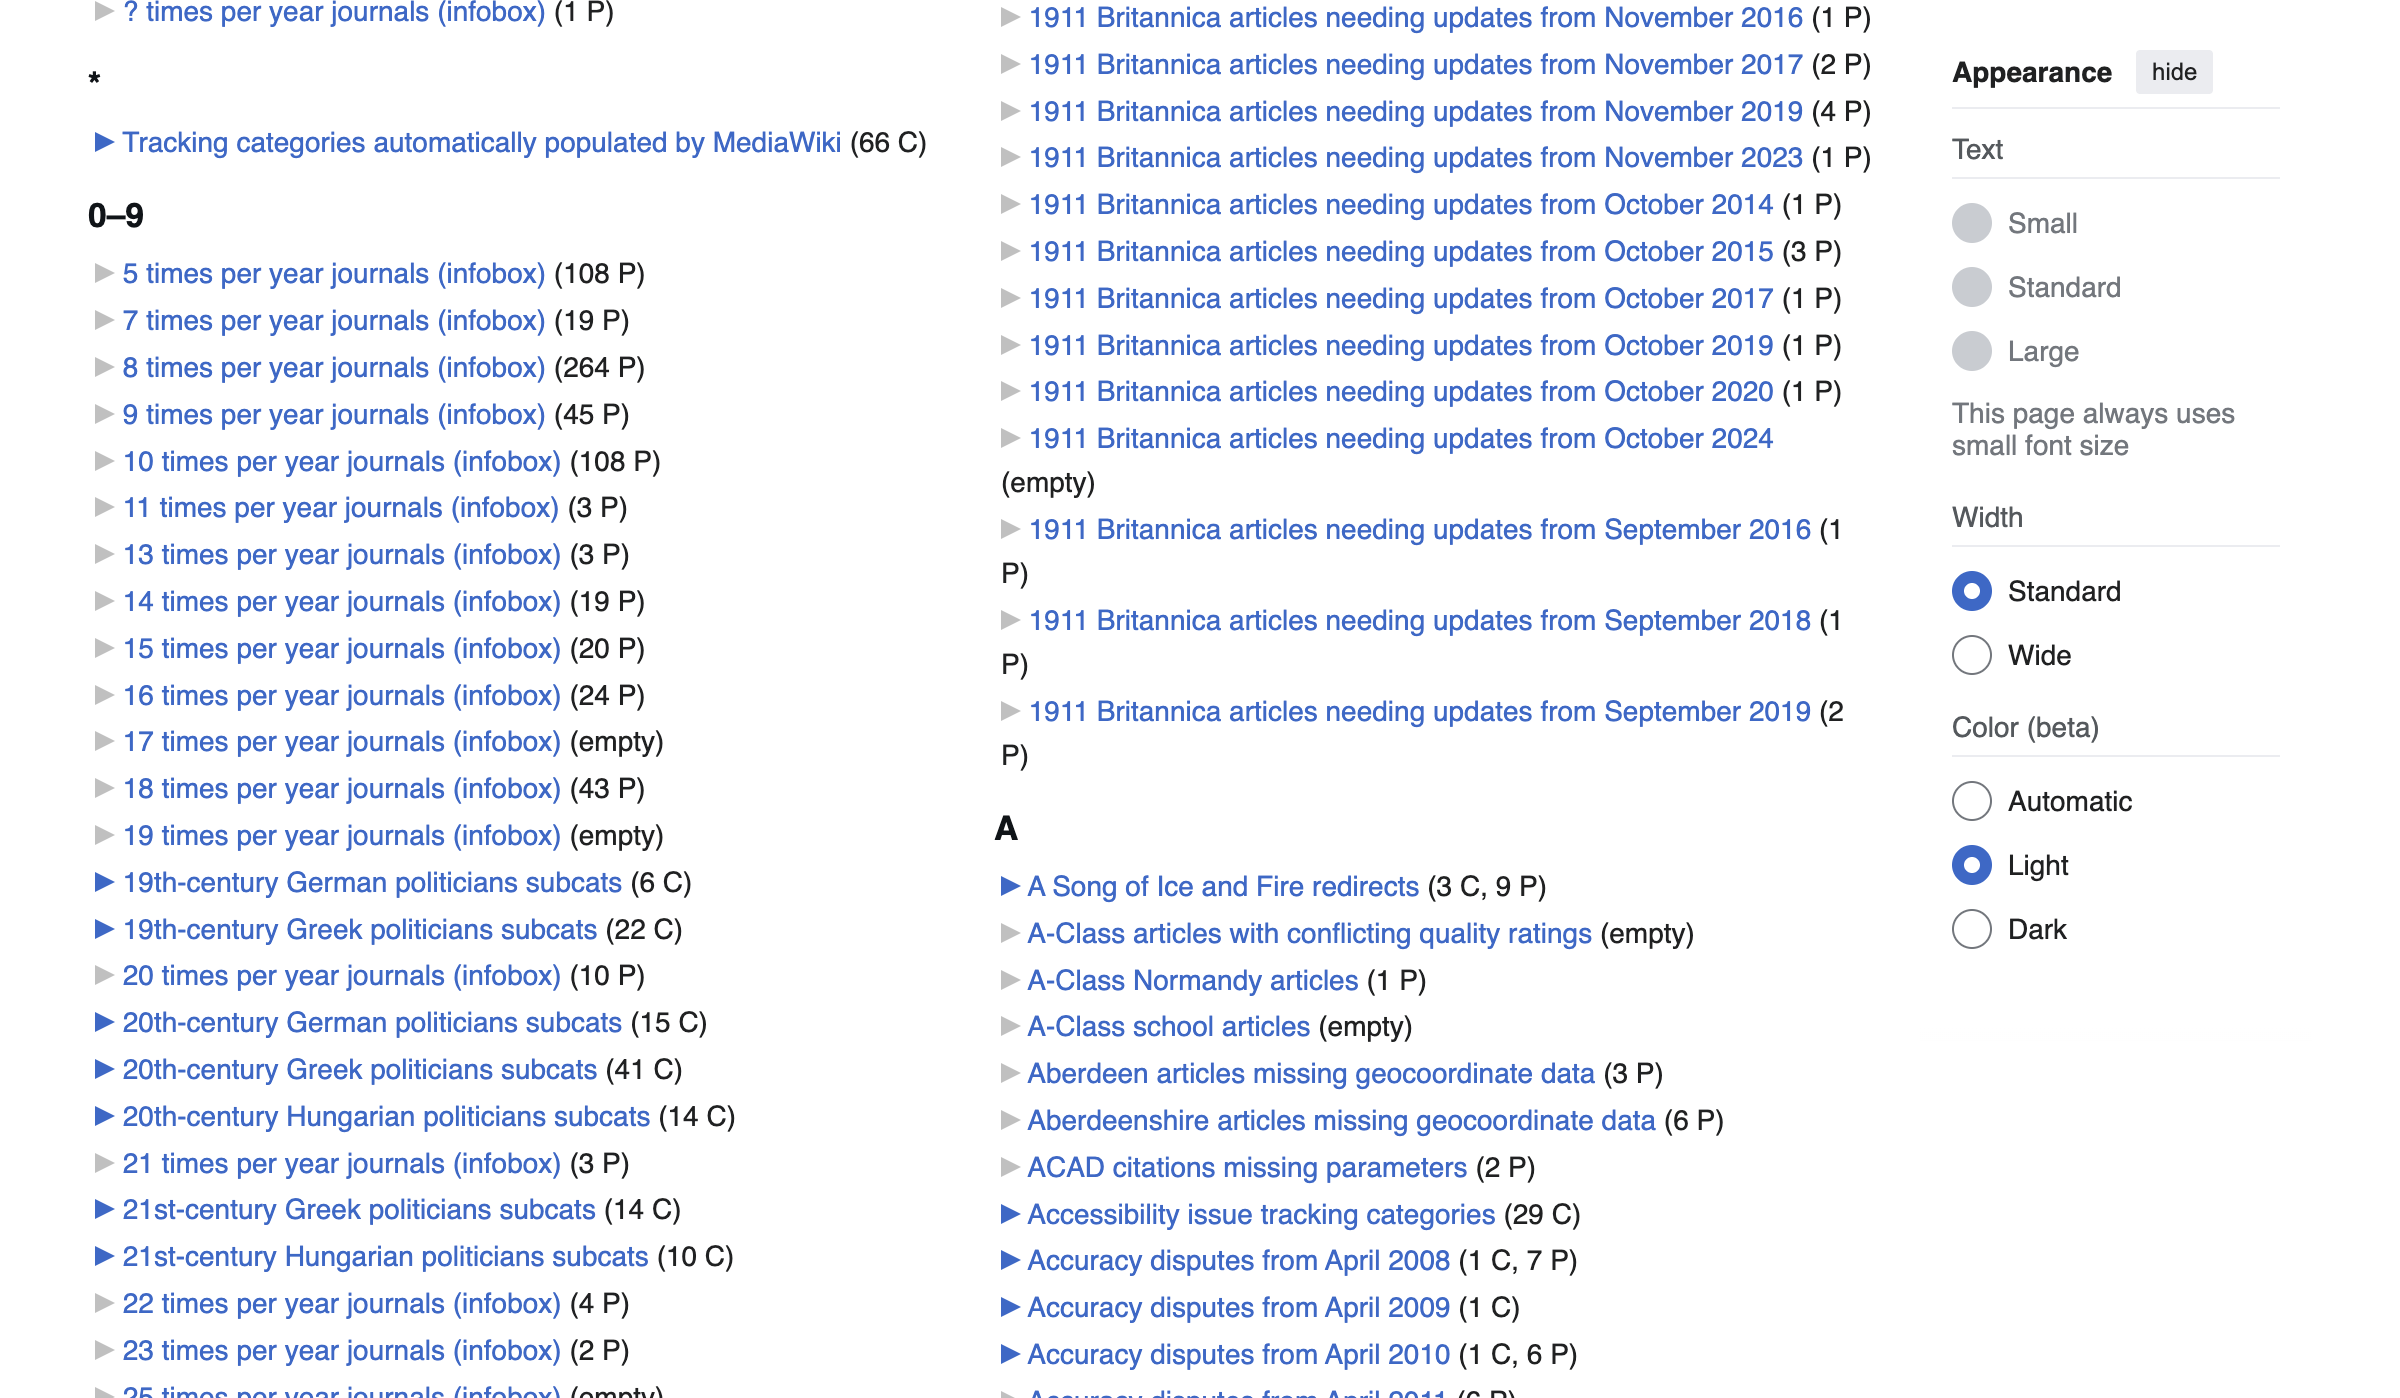 ? times per year journals (infobox) (1 P)
*
Tracking categories automatically populated by MediaWiki (66 C)
0–9
5 times per year journals (infobox) (108 P)
7 times per year journals (infobox) (19 P)
8 times per year journals (infobox) (264 P)
9 times per year journals (infobox) (45 P)
10 times per year journals (infobox) (108 P)
11 times per year journals (infobox) (3 P)
13 times per year journals (infobox) (3 P)
14 times per year journals (infobox) (19 P)
15 times per year journals (infobox) (20 P)
16 times per year journals (infobox) (24 P)
17 times per year journals (infobox) (empty)
18 times per year journals (infobox) (43 P)
19 times per year journals (infobox) (empty)
19th-century German politicians subcats (6 C)
19th-century Greek politicians subcats (22 C)
20 times per year journals (infobox) (10 P)
20th-century German politicians subcats (15 C)
20th-century Greek politicians subcats (41 C)
20th-century Hungarian politicians subcats (14 C)
21 times per year journals (infobox) (3 P)
21st-century Greek politicians subcats (14 C)
21st-century Hungarian politicians subcats (10 C)
22 times per year journals (infobox) (4 P)
23 times per year journals (infobox) (2 P)
25 times per year journals (infobox) (empty)
1911 Britannica articles needing updates from November 2016 (1 P)
1911 Britannica articles needing updates from November 2017 (2 P)
1911 Britannica articles needing updates from November 2019 (4 P)
1911 Britannica articles needing updates from November 2023 (1 P)
1911 Britannica articles needing updates from October 2014 (1 P)
1911 Britannica articles needing updates from October 2015 (3 P)
1911 Britannica articles needing updates from October 2017 (1 P)
1911 Britannica articles needing updates from October 2019 (1 P)
1911 Britannica articles needing updates from October 2020 (1 P)
1911 Britannica articles needing updates from October 2024
(empty)
1911 Britannica articles needing updates from September 2016 (1
P)
1911 Britannica articles needing updates from September 2018 (1
P)
1911 Britannica articles needing updates from September 2019 (2
P)
A
A Song of Ice and Fire redirects (3 C, 9 P)
A-Class articles with conflicting quality ratings (empty)
A-Class Normandy articles (1 P)
A-Class school articles (empty)
Aberdeen articles missing geocoordinate data (3 P)
Aberdeenshire articles missing geocoordinate data (6 P)
ACAD citations missing parameters (2 P)
Accessibility issue tracking categories (29 C)
Accuracy disputes from April 2008 (1 C, 7 P)
Accuracy disputes from April 2009 (1 C)
Accuracy disputes from April 2010 (1 C, 6 P)
Accuracy disputes from April 2011 (6 P)
Appearance hide
Text
Small
Standard
Large
This page always uses
small font size
Width
Standard
Wide
Color (beta)
Automatic
Light
Dark